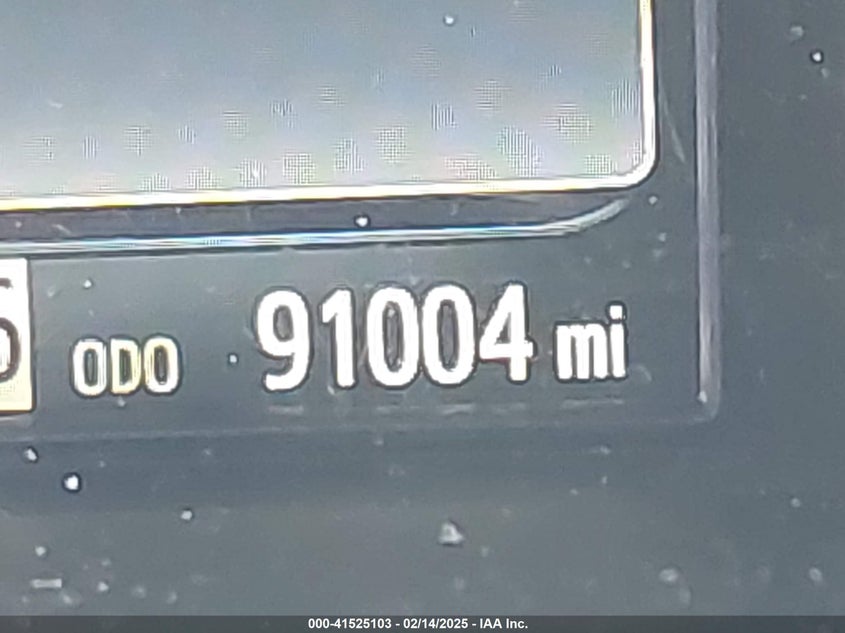 ODO 91004 mi
000-41525103 - 02/14/2025 - IAA Inc.